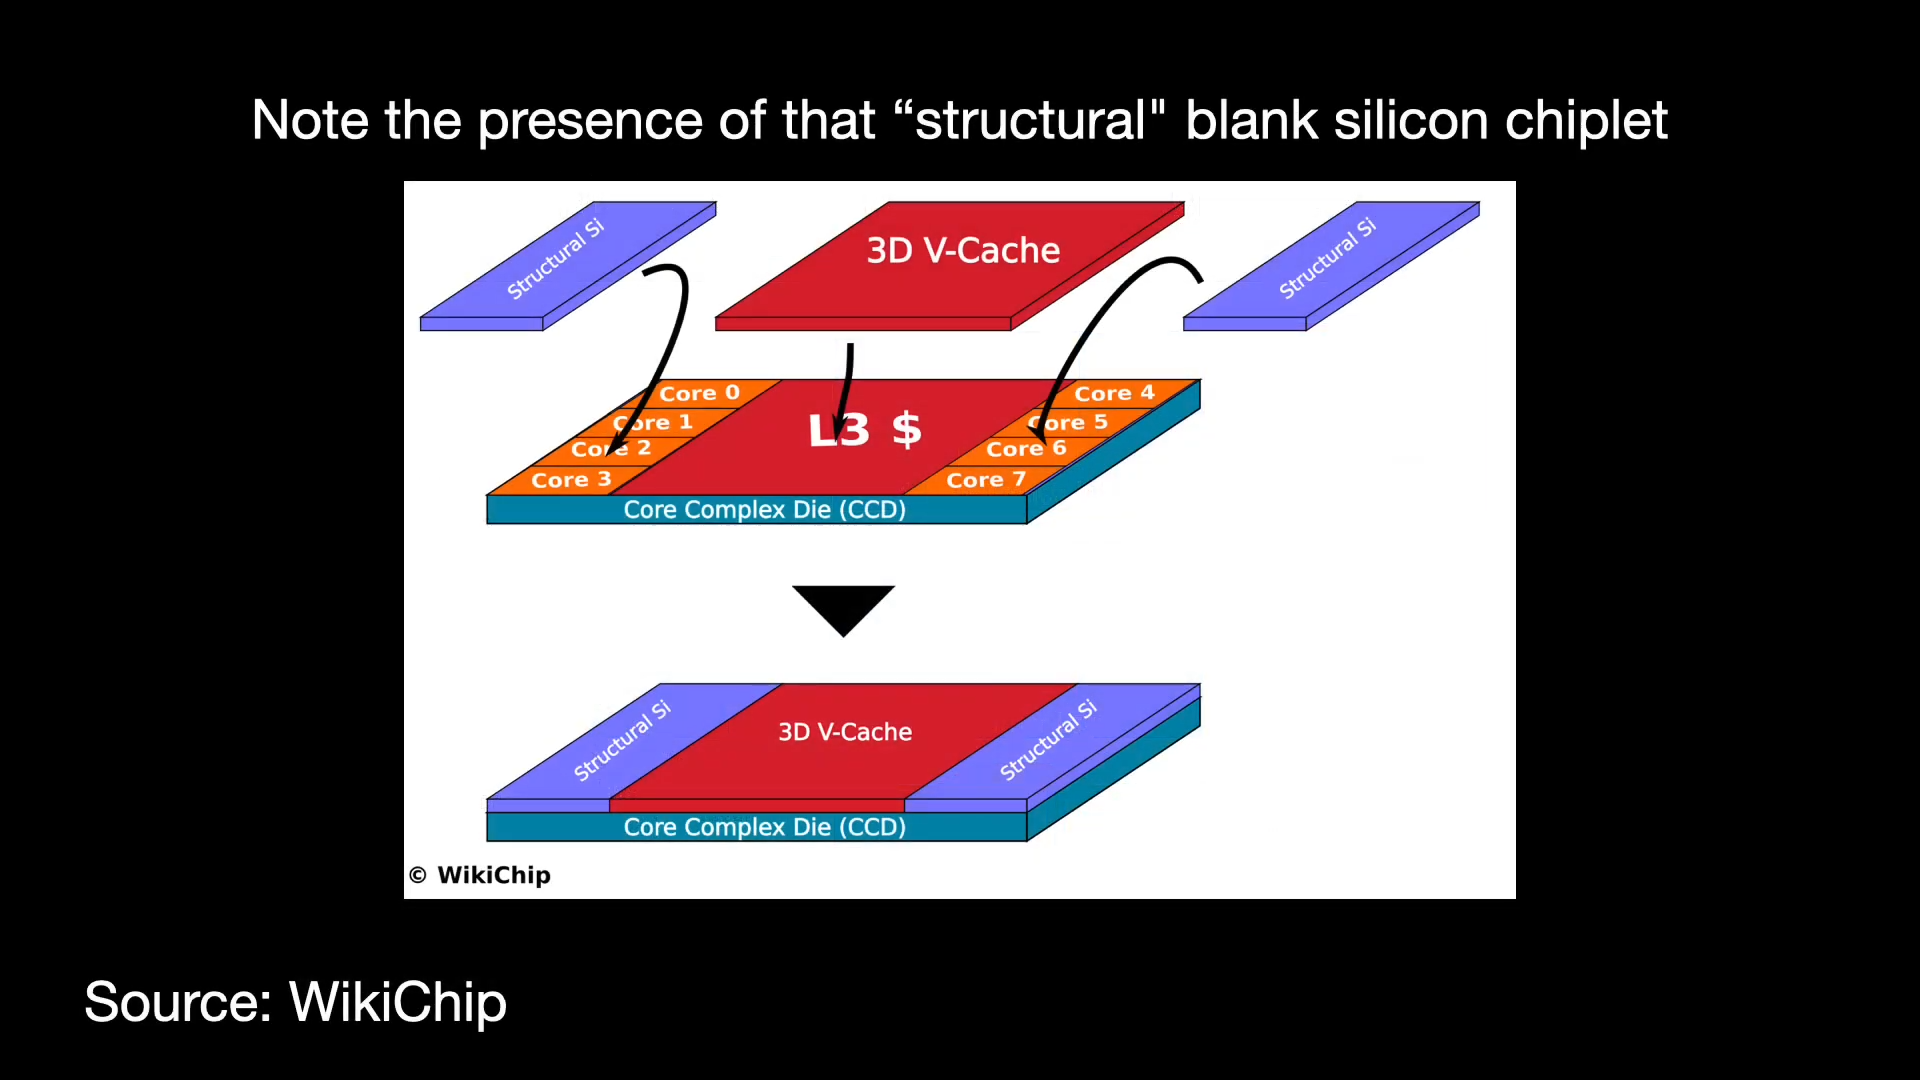 Note the presence of that “structural" blank silicon chiplet
Structural Si
3D V-Cache
Structural Si
Core 0
Core 4
Core 1
L3 $
Core 5
Core 2
Core 6
Core 3
Core 7
Core Complex Die (CCD)
Structural Si
3D V-Cache
Structural Si
Core Complex Die (CCD)
© WikiChip
Source: WikiChip